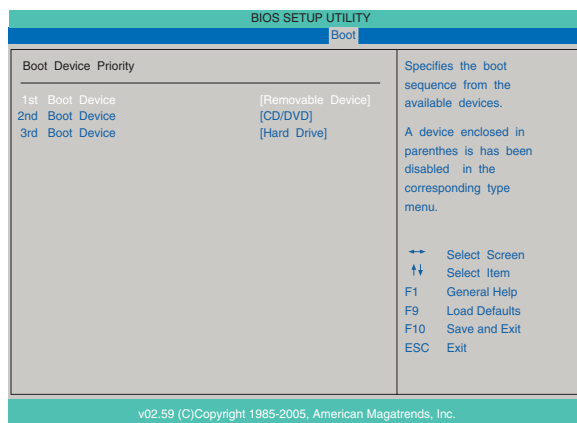 BIOS SETUP UTILITY
Boot
Boot Device Priority
1st Boot Device [Removable Device]
2nd Boot Device [CD/DVD]
3rd Boot Device [Hard Drive]
Specifies the boot
sequence from the
available devices.
A device enclosed in
parenthes is has been
disabled in the
corresponding type
menu.
↔ Select Screen
↑↓ Select Item
F1 General Help
F9 Load Defaults
F10 Save and Exit
ESC Exit
v02.59 (C)Copyright 1985-2005, American Magatrends, Inc.